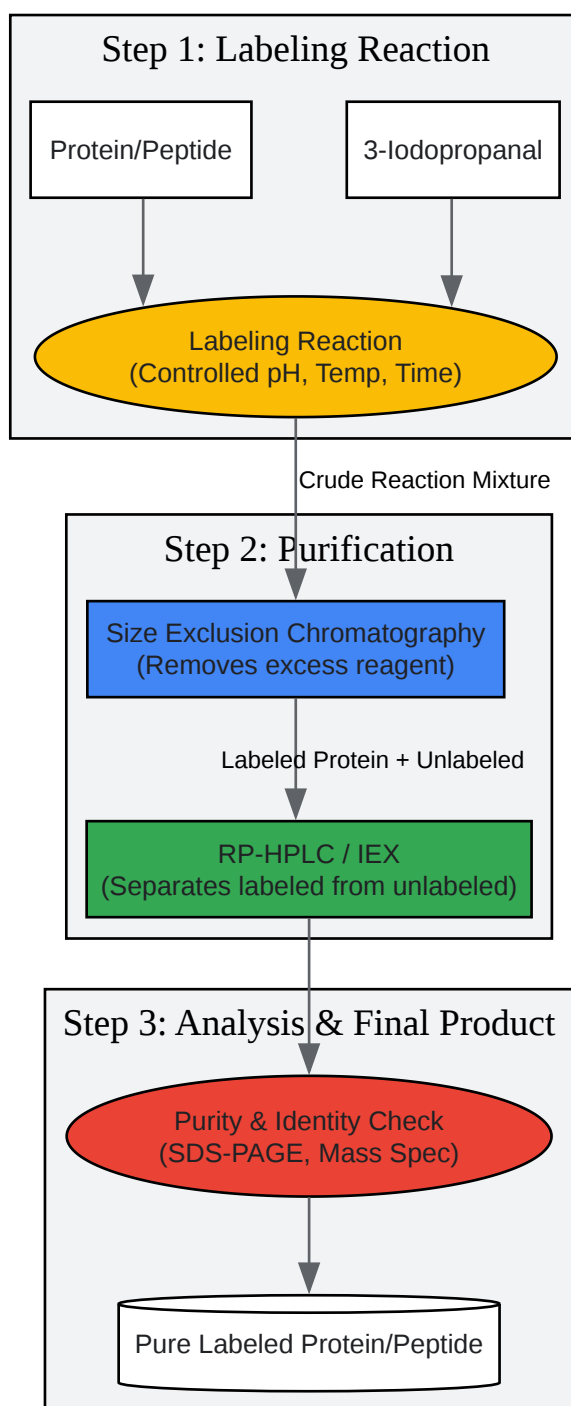 Step 1: Labeling Reaction
Protein/Peptide
3-Iodopropanal
Labeling Reaction
(Controlled pH, Temp, Time)
Crude Reaction Mixture
Step 2: Purification
Size Exclusion Chromatography
(Removes excess reagent)
Labeled Protein + Unlabeled
RP-HPLC / IEX
(Separates labeled from unlabeled)
Step 3: Analysis & Final Product
Purity & Identity Check
(SDS-PAGE, Mass Spec)
Pure Labeled Protein/Peptide